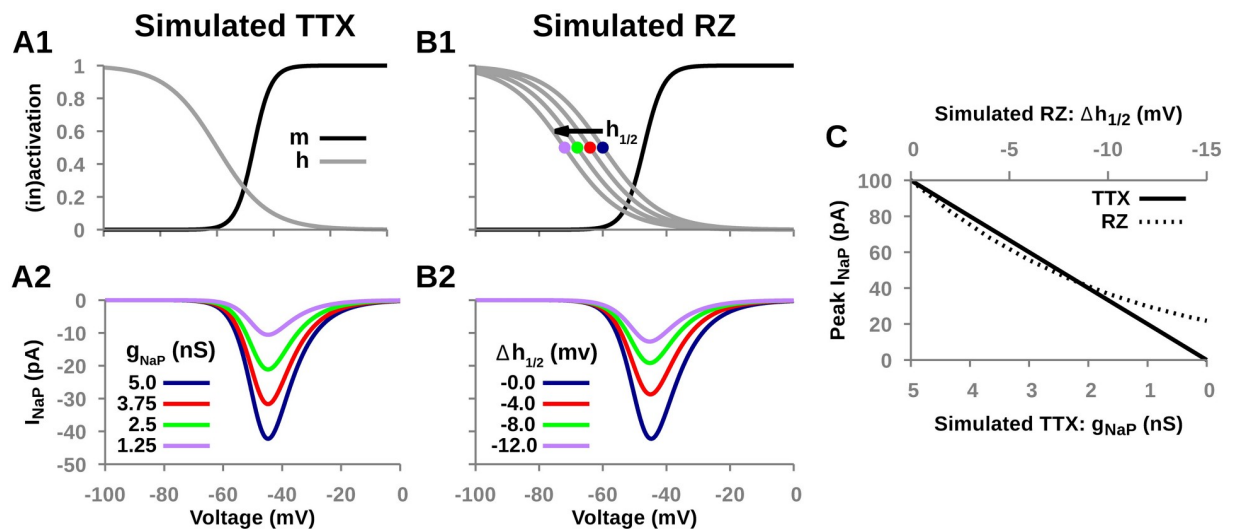 Simulated TTX
Simulated RZ
A1
B1
(in)activation
1
0.8
0.6
0.4
0.2
0
m
h
h1/2
A2
B2
INaP (pA)
0
-10
-20
-30
-40
-50
gNaP (nS)
5.0
3.75
2.5
1.25
Δh1/2 (mv)
-0.0
-4.0
-8.0
-12.0
-100 -80 -60 -40 -20 0
Voltage (mV)
-100 -80 -60 -40 -20 0
Voltage (mV)
C
Simulated RZ: Δh1/2 (mV)
0 -5 -10 -15
Peak INaP (pA)
100
80
60
40
20
0
TTX
RZ
5 4 3 2 1 0
Simulated TTX: gNaP (nS)